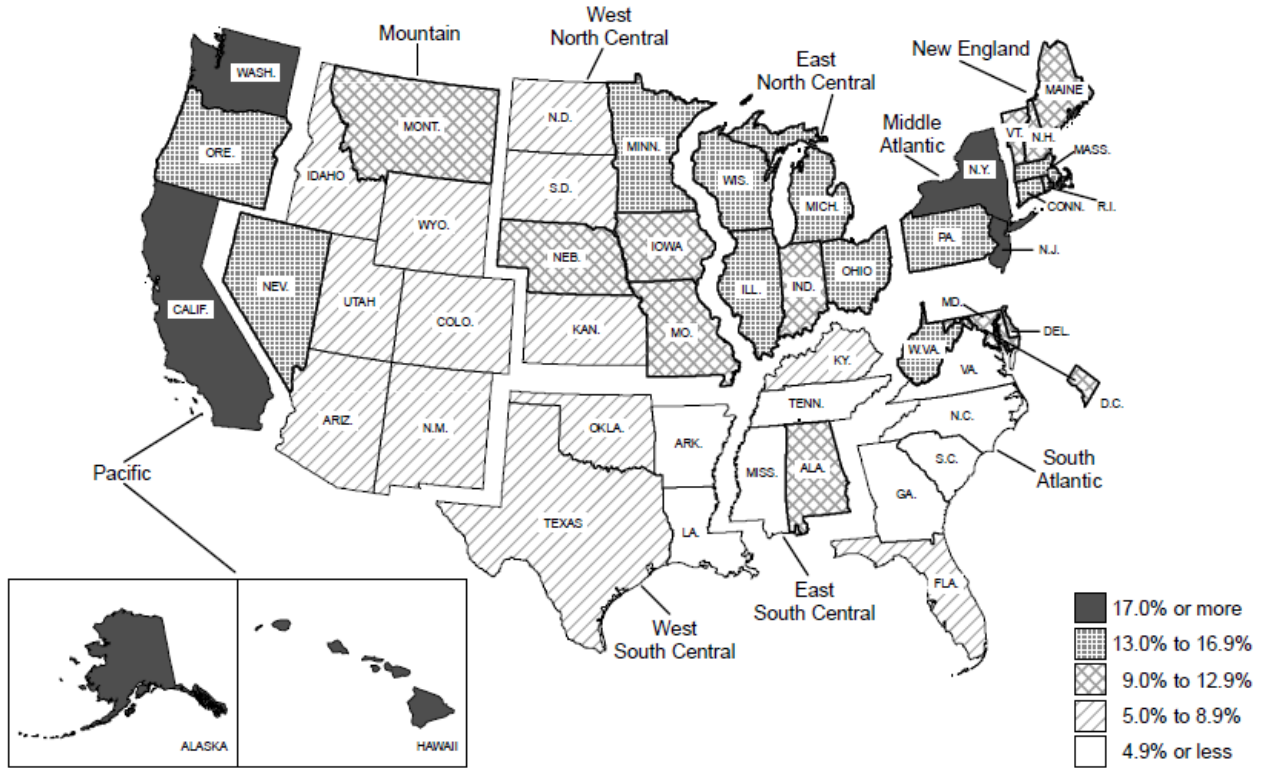 West
North Central
Mountain
New England
East
North Central
WASH.
MAINE
MONT.
N.D.
VT.
N.H.
Middle
Atlantic
MINN.
ORE.
MASS.
IDAHO
N.Y.
WIS.
S.D.
MICH.
CONN.
R.I.
WYO.
PA.
IOWA
N.J.
NEB.
OHIO
NEV.
ILL.
IND.
UTAH
MD.
CALIF.
COLO.
KAN.
MO.
DEL.
W.VA.
KY.
VA.
D.C.
TENN.
N.C.
ARIZ.
N.M.
OKLA.
ARK.
S.C.
South
Atlantic
Pacific
MISS.
ALA.
GA.
TEXAS
LA.
FLA.
East
South Central
West
South Central
17.0% or more
13.0% to 16.9%
9.0% to 12.9%
5.0% to 8.9%
4.9% or less
ALASKA
HAWAII